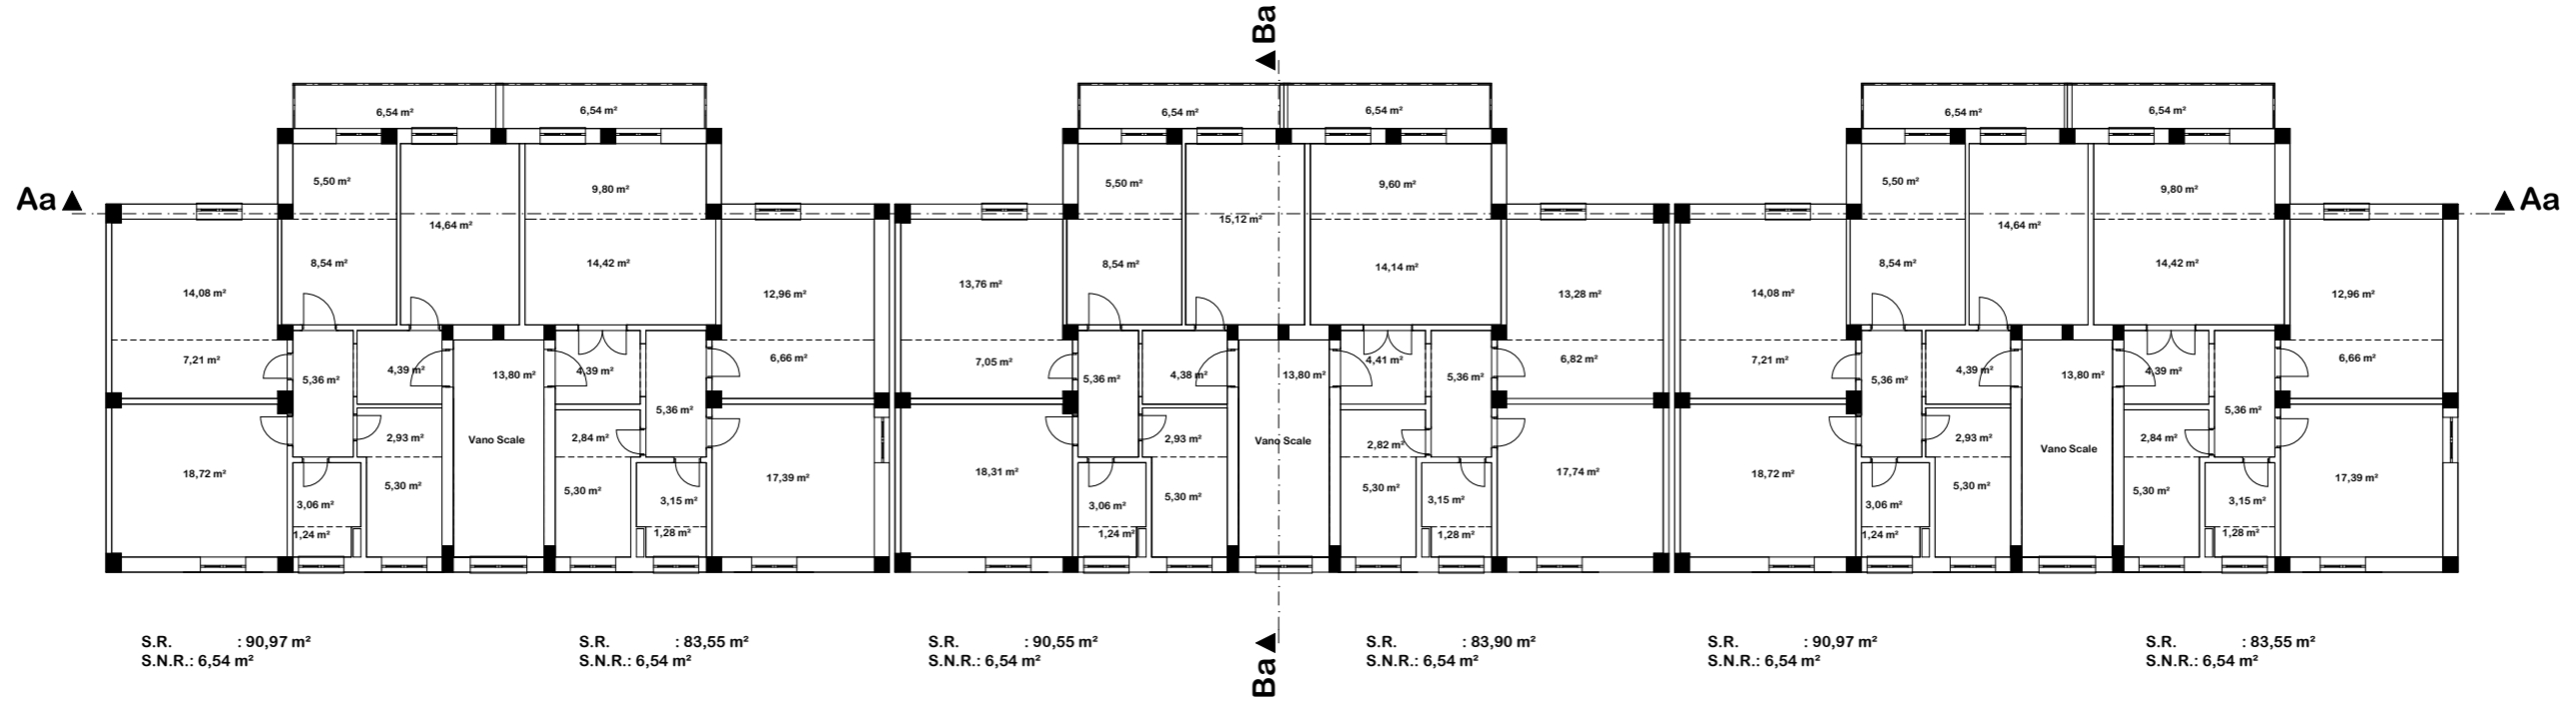 Ba
6,54 m²
6,54 m²
6,54 m²
6,54 m²
6,54 m²
6,54 m²
Aa
5,50 m²
9,80 m²
5,50 m²
9,60 m²
5,50 m²
9,80 m²
Aa
14,64 m²
15,12 m²
14,64 m²
14,08 m²
8,54 m²
14,42 m²
12,96 m²
13,76 m²
8,54 m²
14,14 m²
13,28 m²
14,08 m²
8,54 m²
14,42 m²
12,96 m²
7,21 m²
5,36 m²
4,39 m²
13,80 m²
4,39 m²
6,66 m²
7,05 m²
5,36 m²
4,38 m²
13,80 m²
4,41 m²
5,36 m²
6,82 m²
7,21 m²
5,36 m²
4,39 m²
13,80 m²
4,39 m²
6,66 m²
5,36 m²
5,36 m²
2,93 m²
Vano Scale
2,84 m²
2,93 m²
Vano Scale
2,82 m²
2,93 m²
Vano Scale
2,84 m²
18,72 m²
5,30 m²
5,30 m²
17,39 m²
18,31 m²
5,30 m²
5,30 m²
17,74 m²
18,72 m²
5,30 m²
5,30 m²
17,39 m²
3,06 m²
3,15 m²
3,06 m²
3,15 m²
3,06 m²
3,15 m²
1,24 m²
1,28 m²
1,24 m²
1,28 m²
1,24 m²
1,28 m²
S.R. : 90,97 m²
S.N.R.: 6,54 m²
S.R. : 83,55 m²
S.N.R.: 6,54 m²
S.R. : 90,55 m²
S.N.R.: 6,54 m²
S.R. : 83,90 m²
S.N.R.: 6,54 m²
S.R. : 90,97 m²
S.N.R.: 6,54 m²
S.R. : 83,55 m²
S.N.R.: 6,54 m²
Ba